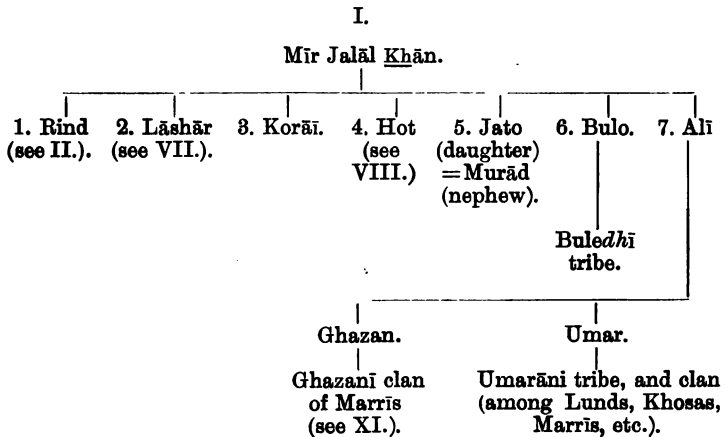 I.
Mīr Jalāl Khān.
1. Rind 2. Lāshār 3. Korāī. 4. Hot 5. Jato 6. Bulo. 7. Alī
(see II.). (see VII.). (see (daughter)
VIII.) =Murād
(nephew).
Buledhī
tribe.
Ghazan. Umar.
Ghazanī clan Umarāni tribe, and clan
of Marrīs (among Lunds, Khosas,
(see XI.). Marrīs, etc.).